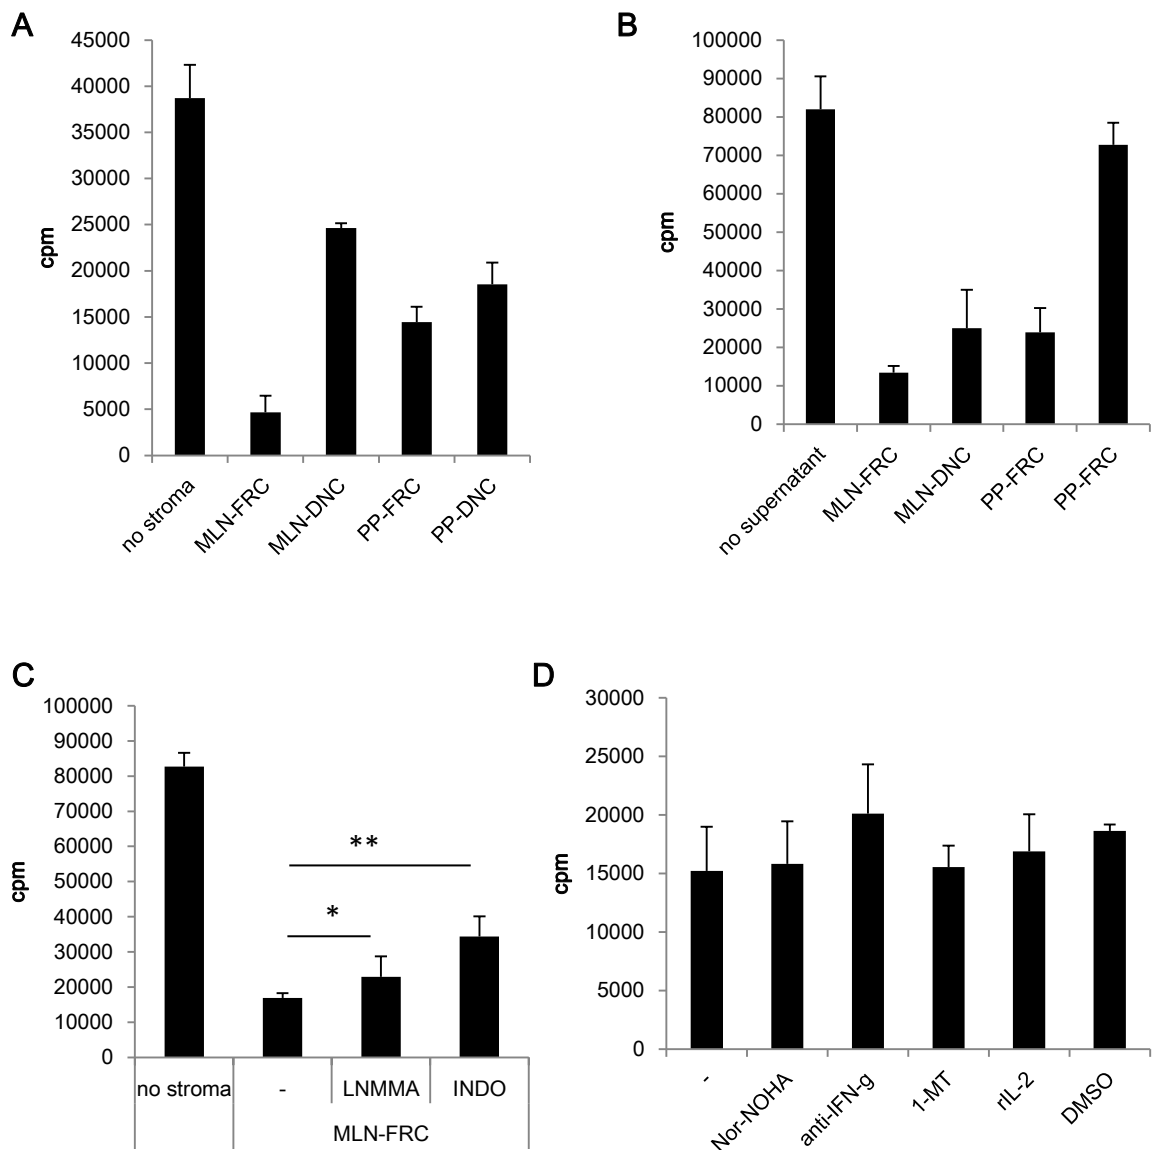 A
45000
40000
35000
30000
25000
20000
15000
10000
5000
0
cpm
no stroma
MLN-FRC
MLN-DNC
PP-FRC
PP-DNC
B
100000
90000
80000
70000
60000
50000
40000
30000
20000
10000
0
cpm
no supernatant
MLN-FRC
MLN-DNC
PP-FRC
PP-FRC
C
100000
90000
80000
70000
60000
50000
40000
30000
20000
10000
0
cpm
**
*
no stroma - LNMMA INDO
MLN-FRC
D
30000
25000
20000
15000
10000
5000
0
cpm
-
Nor-NOHA
anti-IFN-g
1-MT
rIL-2
DMSO